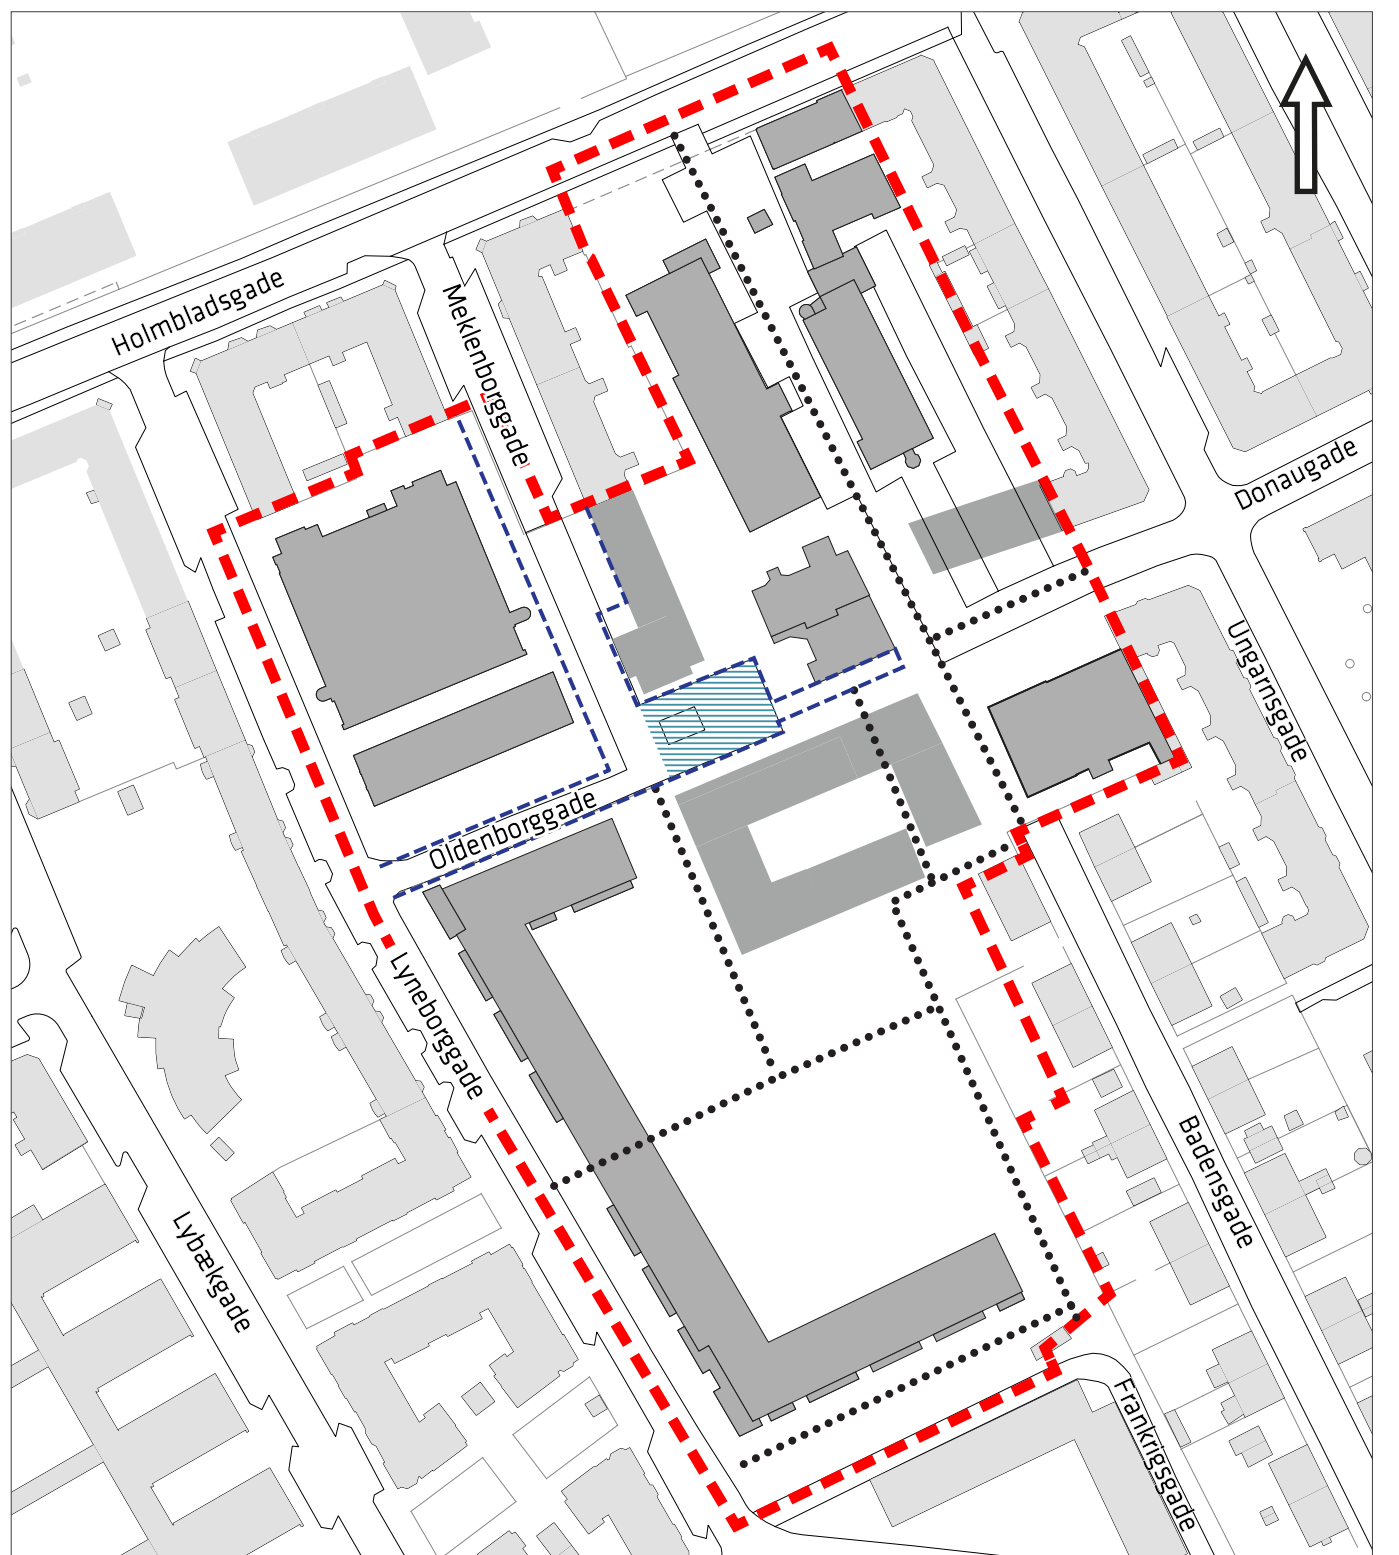 Holmbladsgade
Meklenborggade
Donaugade
Ungarnsgade
Oldenborggade
Lyneborggade
Badensgade
Lybækgade
Frankrigsgade